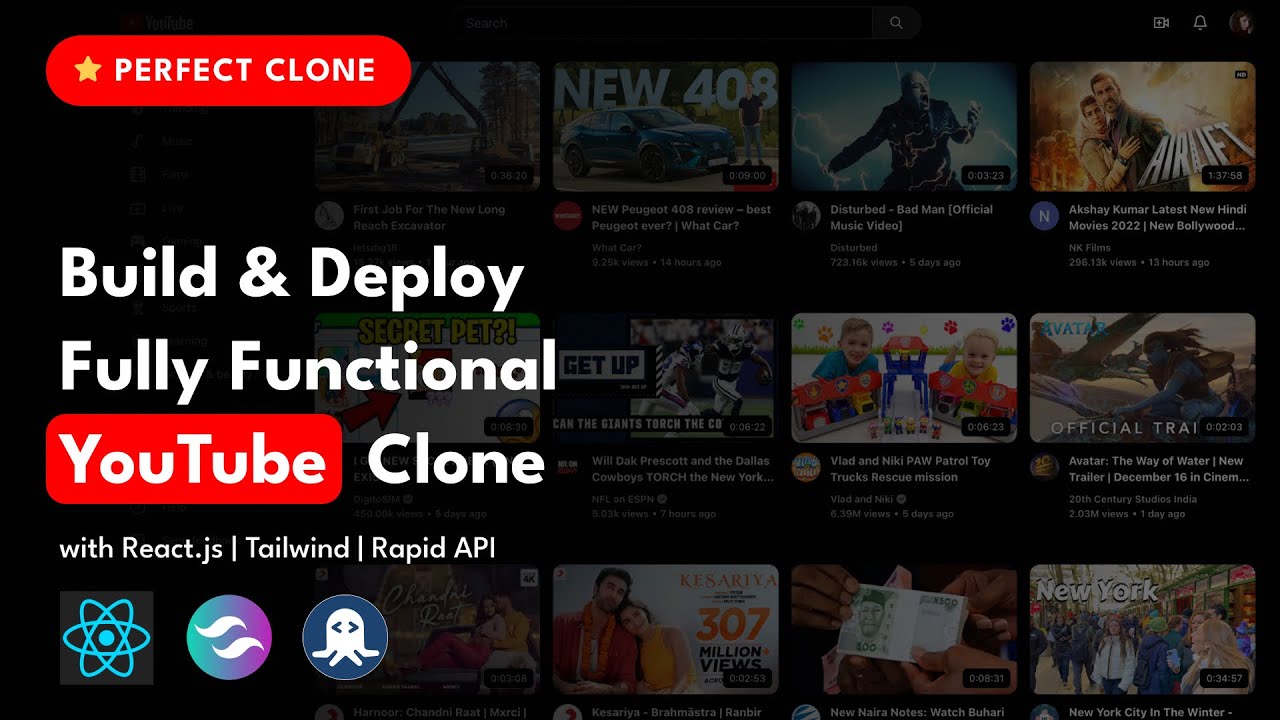 YouTube
Search
PERFECT CLONE
Music
Films
Live
Build & Deploy
Fully Functional
YouTube Clone
with React.js | Tailwind | Rapid API
0:38:20
First Job For The New Long
Reach Excavator
letsdig18
NEW 408
0:09:00
NEW Peugeot 408 review – best
Peugeot ever? | What Car?
What Car?
9.25k views • 14 hours ago
0:03:23
Disturbed - Bad Man [Official
Music Video]
Disturbed
723.16k views • 5 days ago
HD
AIRLIFT
1:37:58
N
Akshay Kumar Latest New Hindi
Movies 2022 | New Bollywood...
NK Films
296.13k views • 13 hours ago
SECRET PET?!
0:08:30
DigitoSIM
450.00k views • 5 days ago
GET UP
CAN THE GIANTS TORCH THE CO
0:06:22
Will Dak Prescott and the Dallas
Cowboys TORCH the New York...
NFL on ESPN
5.03k views • 7 hours ago
0:06:23
Vlad and Niki PAW Patrol Toy
Trucks Rescue mission
Vlad and Niki
6.39M views • 5 days ago
AVATAR
OFFICIAL TRAI
0:02:03
Avatar: The Way of Water | New
Trailer | December 16 in Cinem...
20th Century Studios India
2.03M views • 1 day ago
4K
Chandni
Raat
0:03:08
Harnoor: Chandni Raat | Mxrci |
KESARIYA
307
MILLION+
VIEWS
0:02:53
Kesariya - Brahmāstra | Ranbir
0:08:31
New Naira Notes: Watch Buhari
New York
0:34:57
New York City In The Winter -